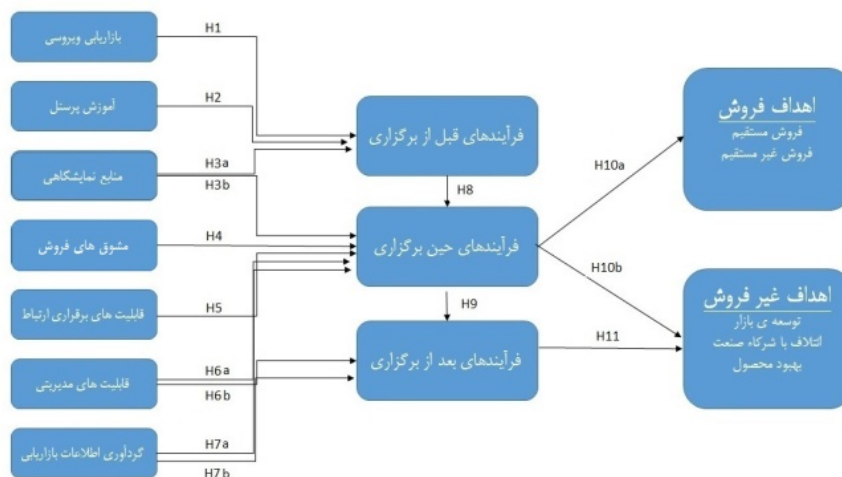 بازاریابی ویروسی
H1
آموزش پرسنل
H2
منابع نمایشگاهی
H3a
H3b
مشوق های فروش
H4
قابلیت های برقراری ارتباط
H5
قابلیت های مدیریتی
H6a
H6b
گردآوری اطلاعات بازاریابی
H7a
H7b
فرآیندهای قبل از برگزاری
H8
فرآیندهای حین برگزاری
H9
فرآیندهای بعد از برگزاری
H10a
H10b
H11
اهداف فروش
فروش مستقیم
فروش غیر مستقیم
اهداف غیر فروش
توسعه ی بازار
ائتلاف با شرکاء صنعت
بهبود محصول